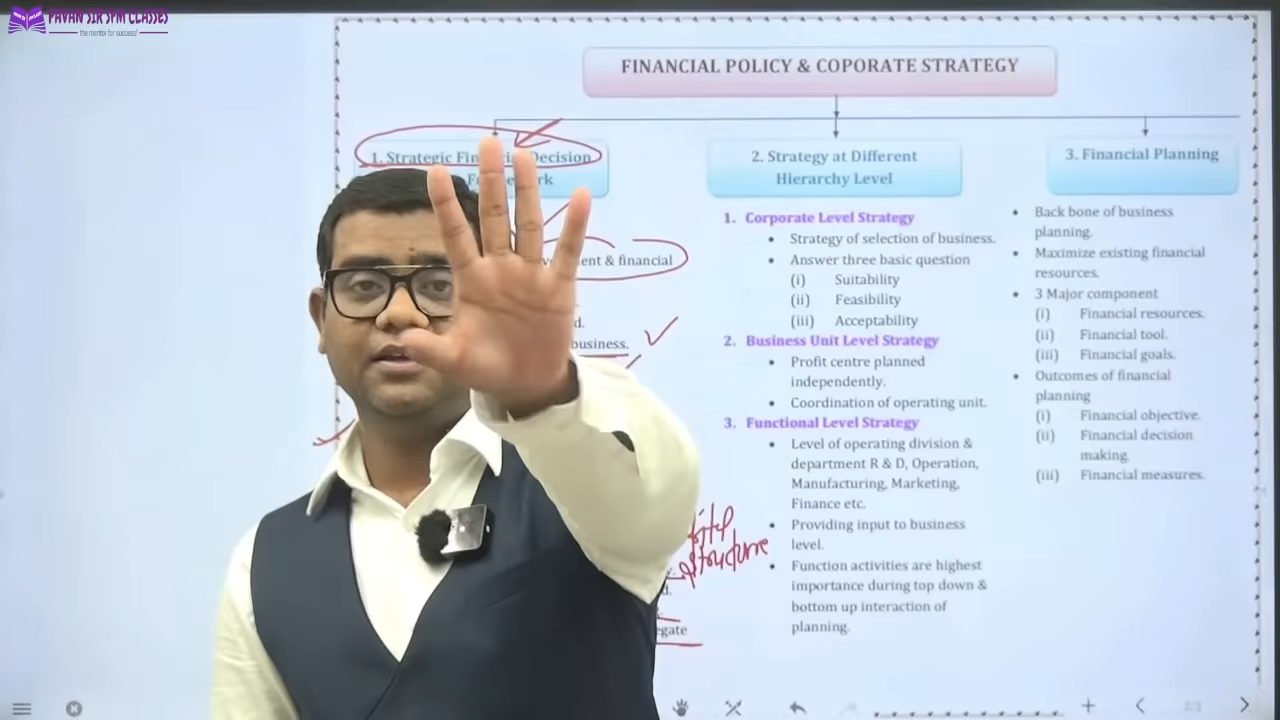 PAVAN SIR SPM CLASSES
the mentor for success!
FINANCIAL POLICY & COPORATE STRATEGY
1. Strategic Decision
& financial
d.
business.
structure
d.
egate
2. Strategy at Different
Hierarchy Level
1. Corporate Level Strategy
• Strategy of selection of business.
• Answer three basic question
(i) Suitability
(ii) Feasibility
(iii) Acceptability
2. Business Unit Level Strategy
• Profit centre planned
independently.
• Coordination of operating unit.
3. Functional Level Strategy
• Level of operating division &
department R & D, Operation,
Manufacturing, Marketing,
Finance etc.
• Providing input to business
level.
• Function activities are highest
importance during top down &
bottom up interaction of
planning.
3. Financial Planning
• Back bone of business
planning.
• Maximize existing financial
resources.
• 3 Major component
(i) Financial resources.
(ii) Financial tool.
(iii) Financial goals.
• Outcomes of financial
planning
(i) Financial objective.
(ii) Financial decision
making.
(iii) Financial measures.